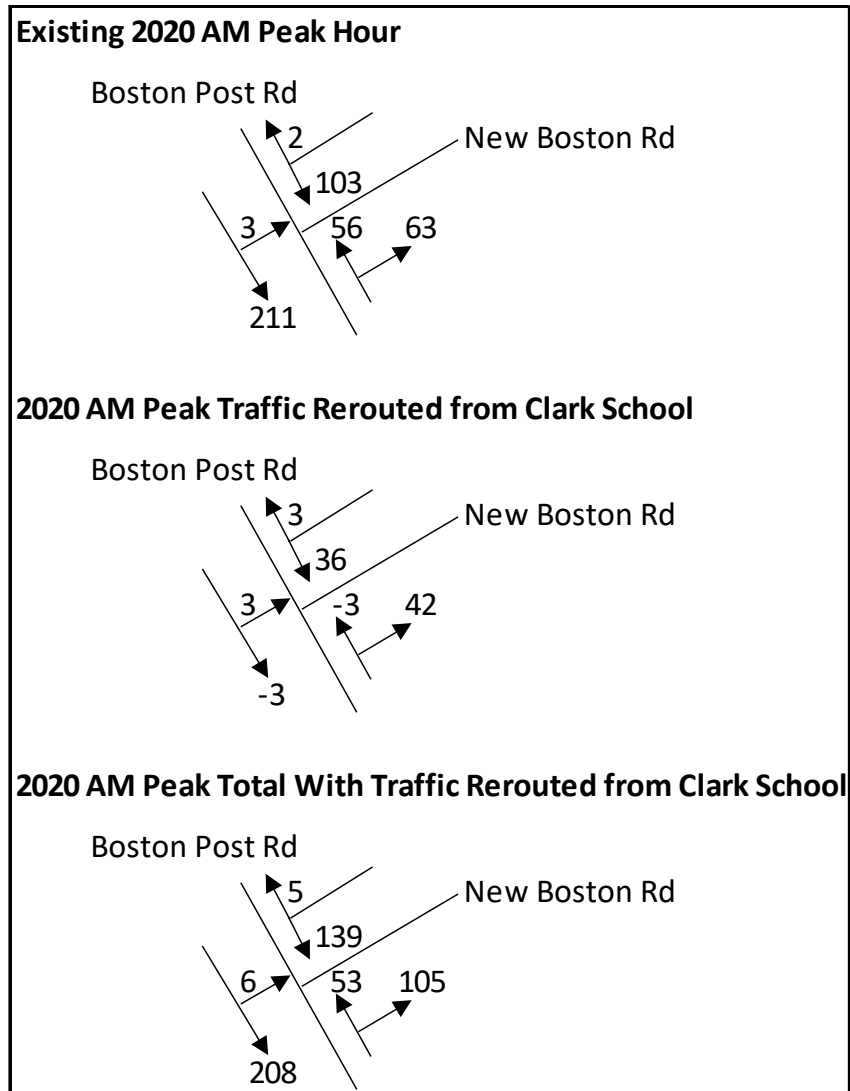 Existing 2020 AM Peak Hour
Boston Post Rd
2
New Boston Rd
103
3
56
63
211
2020 AM Peak Traffic Rerouted from Clark School
Boston Post Rd
3
New Boston Rd
36
3
-3
42
-3
2020 AM Peak Total With Traffic Rerouted from Clark School
Boston Post Rd
5
New Boston Rd
139
6
53
105
208